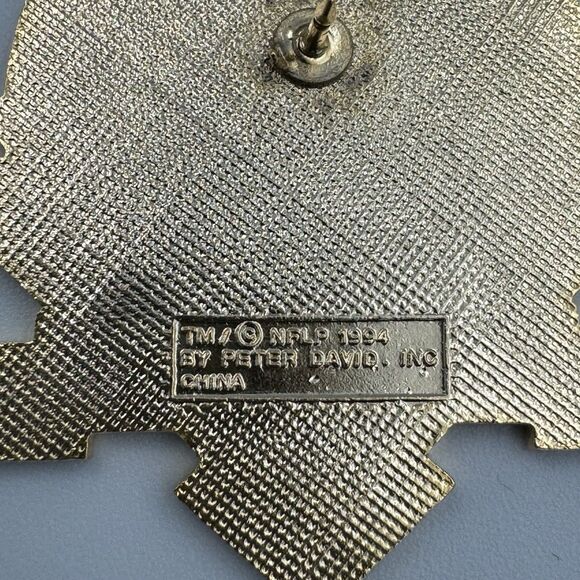 TM/© NFLP 1994
BY PETER DAVID, INC
CHINA